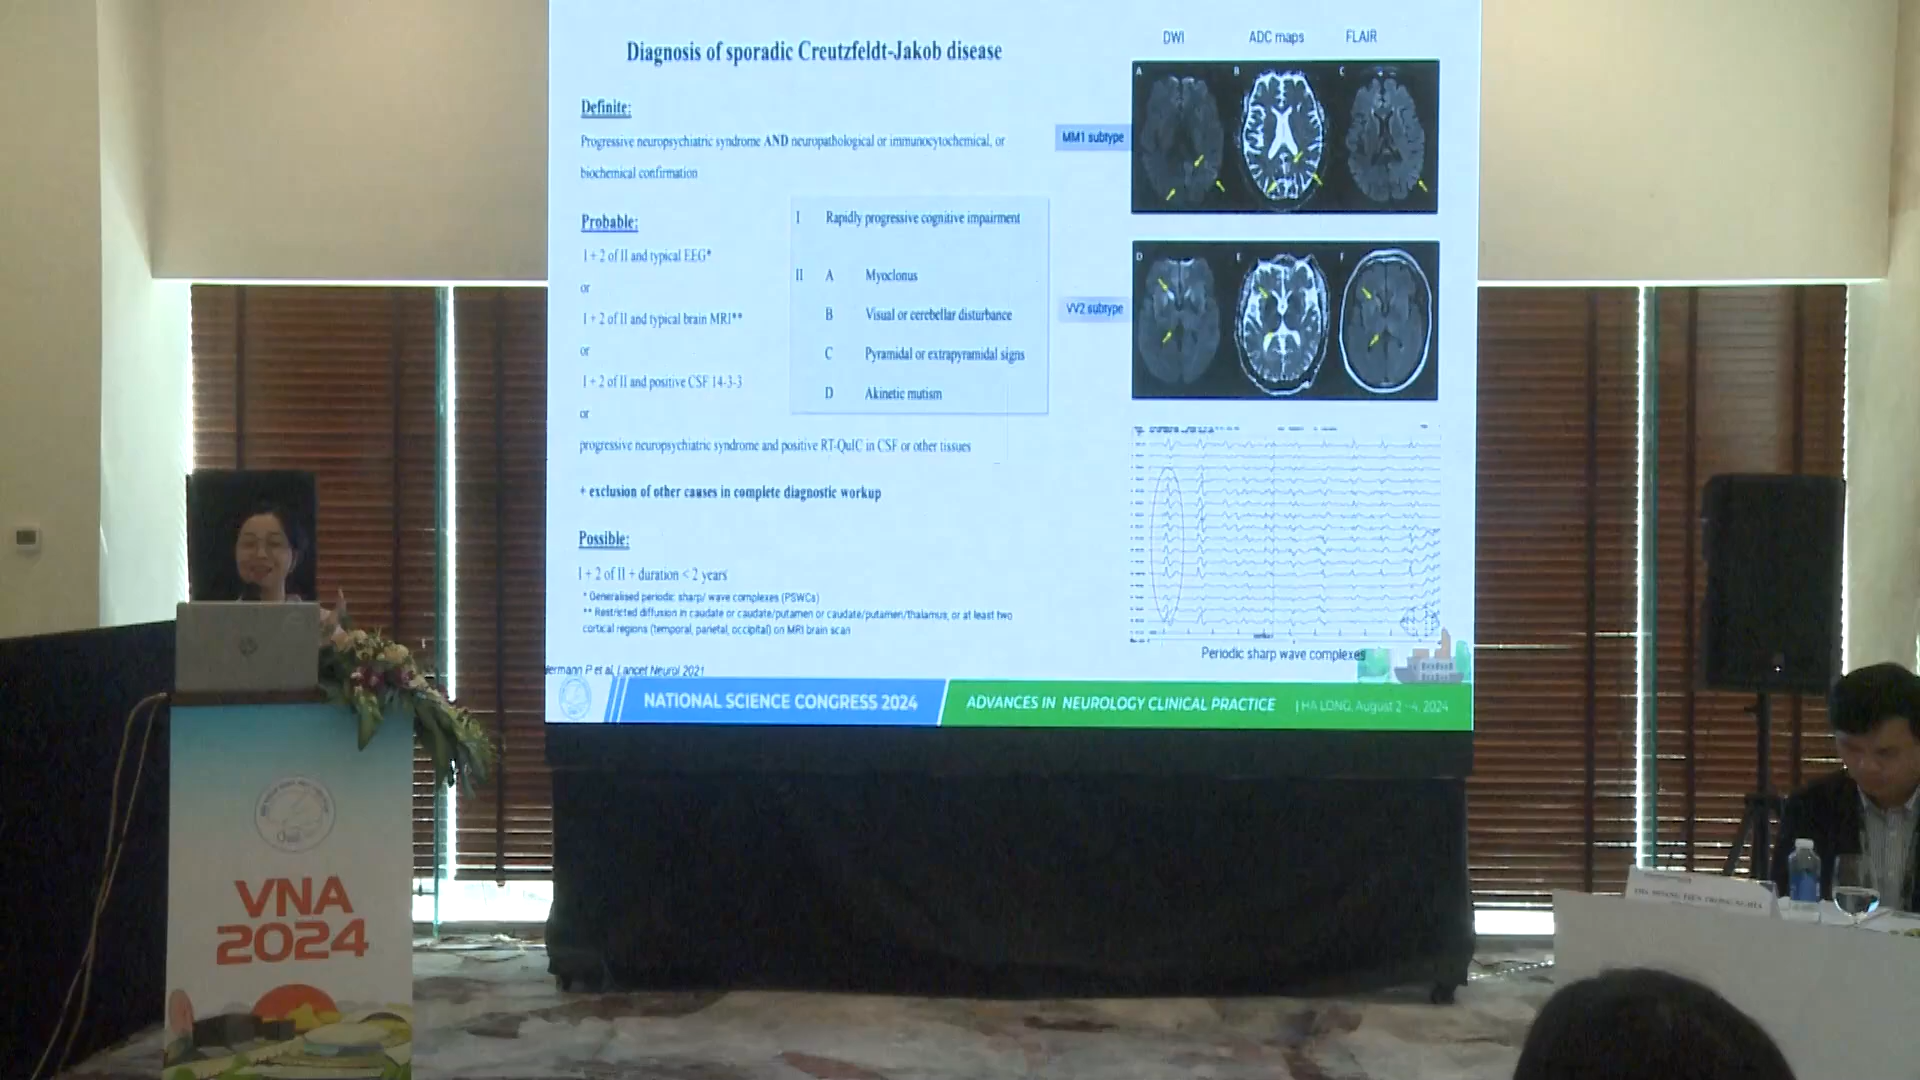 Diagnosis of sporadic Creutzfeldt-Jakob disease
Definite:
Progressive neuropsychiatric syndrome AND neuropathological or immunocytochemical, or
biochemical confirmation
Probable:
I + 2 of II and typical EEG*
or
I + 2 of II and typical brain MRI**
or
I + 2 of II and positive CSF 14-3-3
or
progressive neuropsychiatric syndrome and positive RT-QuIC in CSF or other tissues
+ exclusion of other causes in complete diagnostic workup
Possible:
I + 2 of II + duration < 2 years
* Generalised periodic sharp/ wave complexes (PSWCs)
** Restricted diffusion in caudate or caudate/putamen or caudate/putamen/thalamus, or at least two
cortical regions (temporal, parietal, occipital) on MRI brain scan
I Rapidly progressive cognitive impairment
II A Myoclonus
B Visual or cerebellar disturbance
C Pyramidal or extrapyramidal signs
D Akinetic mutism
DWI ADC maps FLAIR
A B C
MM1 subtype
D E F
VV2 subtype
Periodic sharp wave complexes
P et al, Lancet Neurol 2021
NATIONAL SCIENCE CONGRESS 2024
ADVANCES IN NEUROLOGY CLINICAL PRACTICE
| HA LONG, August 2 - 4, 2024
VNA
2024